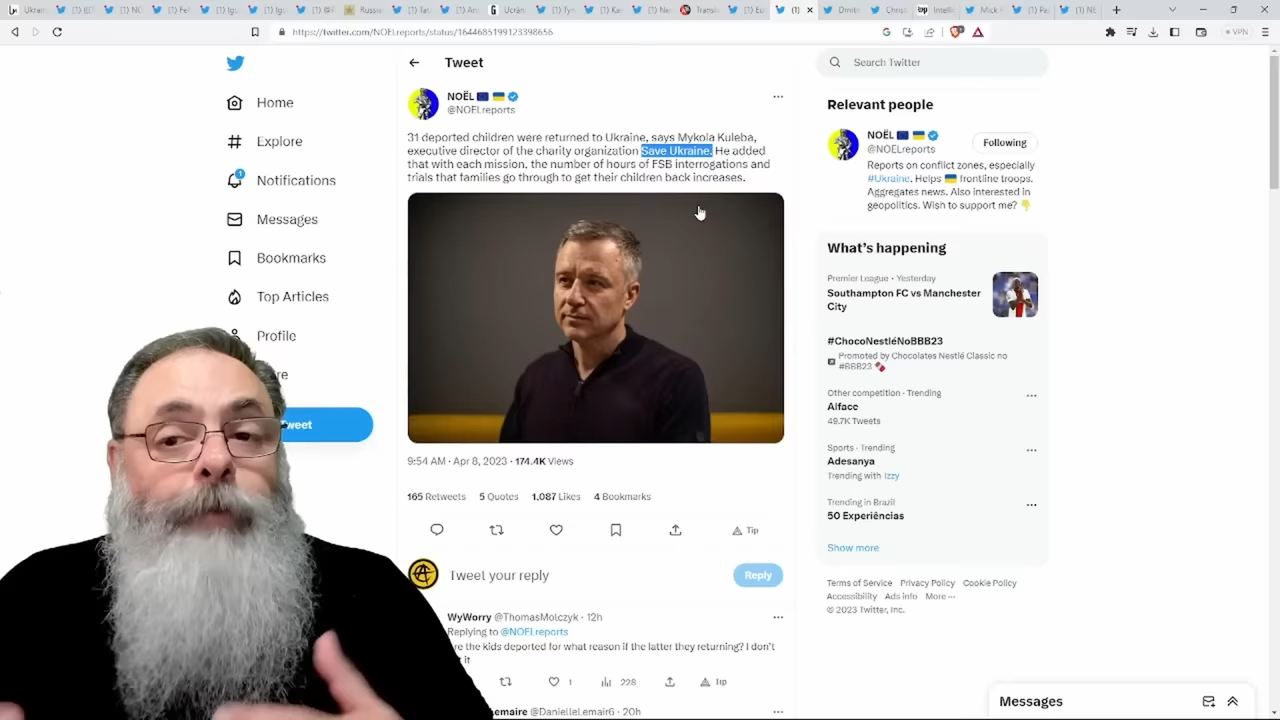 https://twitter.com/NOELreports/status/1644685199123398656
VPN
Home
Explore
Notifications
1
Messages
Bookmarks
Top Articles
Profile
Tweet
NOËL
@NOELreports
31 deported children were returned to Ukraine, says Mykola Kuleba,
executive director of the charity organization Save Ukraine. He added
that with each mission, the number of hours of FSB interrogations and
trials that families go through to get their children back increases.
9:54 AM · Apr 8, 2023 · 174.4K Views
165 Retweets 5 Quotes 1,087 Likes 4 Bookmarks
Tip
Tweet your reply
Reply
WyWorry @ThomasMolczyk · 12h
Replying to @NOELreports
re the kids deported for what reason if the latter they returning? I don't
1
228
Tip
emaire @DanielleLemair6 · 20h
Search Twitter
Relevant people
NOËL
@NOELreports
Following
Reports on conflict zones, especially
#Ukraine. Helps frontline troops.
Aggregates news. Also interested in
geopolitics. Wish to support me?
What's happening
Premier League · Yesterday
Southampton FC vs Manchester
City
#ChocoNestléNoBBB23
Promoted by Chocolates Nestlé Classic no
#BBB23
Other competition · Trending
Alface
49.7K Tweets
Sports · Trending
Adesanya
Trending with Izzy
Trending in Brazil
50 Experiências
Show more
Terms of Service Privacy Policy Cookie Policy
Accessibility Ads info More ···
© 2023 Twitter, Inc.
Messages